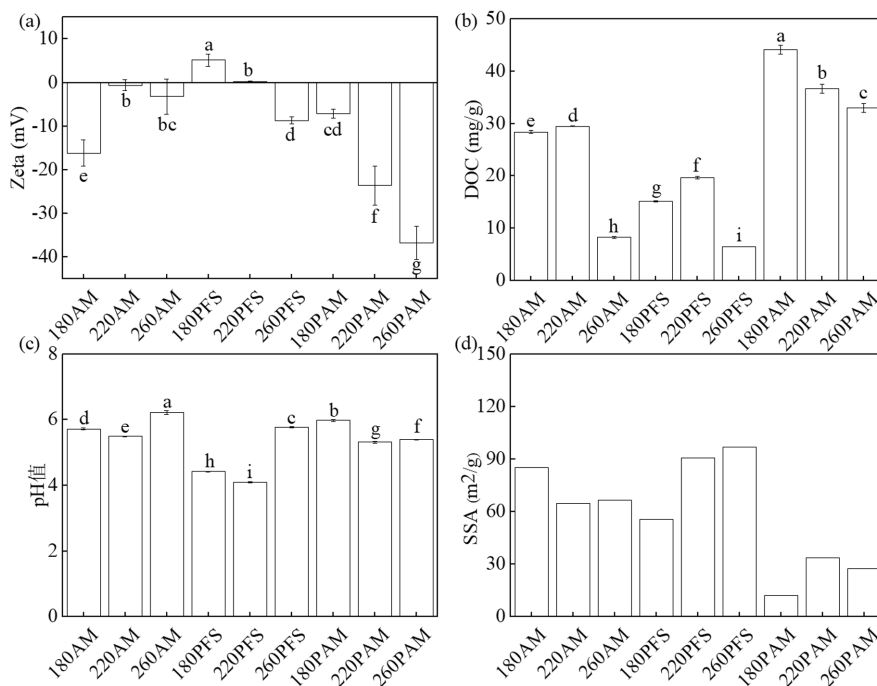 (a)
10
0
-10
-20
-30
-40
Zeta (mV)
e
b
bc
a
b
d
cd
f
g
180AM
220AM
260AM
180PFS
220PFS
260PFS
180PAM
220PAM
260PAM
(b)
50
40
30
20
10
0
DOC (mg/g)
e
d
h
g
f
i
a
b
c
180AM
220AM
260AM
180PFS
220PFS
260PFS
180PAM
220PAM
260PAM
(c)
8
6
4
2
0
pH值
d
e
a
h
i
c
b
g
f
180AM
220AM
260AM
180PFS
220PFS
260PFS
180PAM
220PAM
260PAM
(d)
150
120
90
60
30
0
SSA (m2/g)
180AM
220AM
260AM
180PFS
220PFS
260PFS
180PAM
220PAM
260PAM